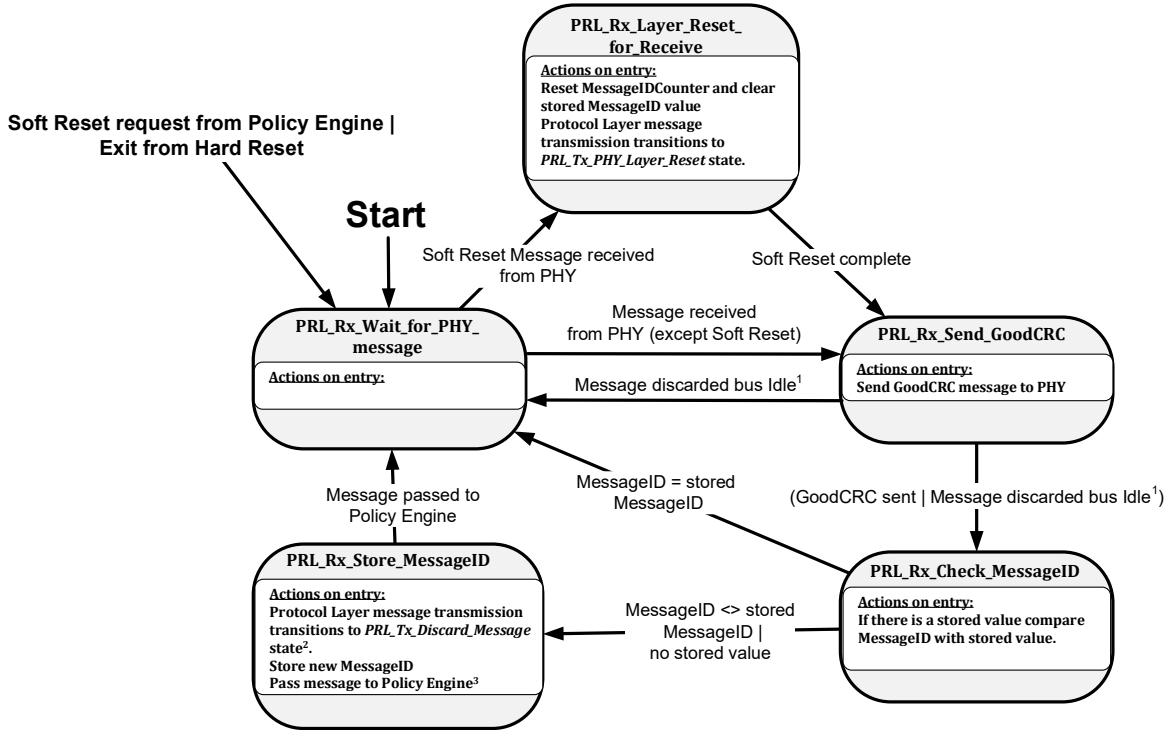 PRL_Rx_Layer_Reset_
for_Receive
Actions on entry:
Reset MessageIDCounter and clear
stored MessageID value
Protocol Layer message
transmission transitions to
PRL_Tx_PHY_Layer_Reset state.
Soft Reset request from Policy Engine |
Exit from Hard Reset
Start
Soft Reset Message received
from PHY
Soft Reset complete
PRL_Rx_Wait_for_PHY_
message
Actions on entry:
Message received
from PHY (except Soft Reset)
Message discarded bus Idle¹
PRL_Rx_Send_GoodCRC
Actions on entry:
Send GoodCRC message to PHY
MessageID = stored
MessageID
(GoodCRC sent | Message discarded bus Idle¹)
Message passed to
Policy Engine
PRL_Rx_Store_MessageID
Actions on entry:
Protocol Layer message transmission
transitions to PRL_Tx_Discard_Message
state².
Store new MessageID
Pass message to Policy Engine³
MessageID <> stored
MessageID |
no stored value
PRL_Rx_Check_MessageID
Actions on entry:
If there is a stored value compare
MessageID with stored value.